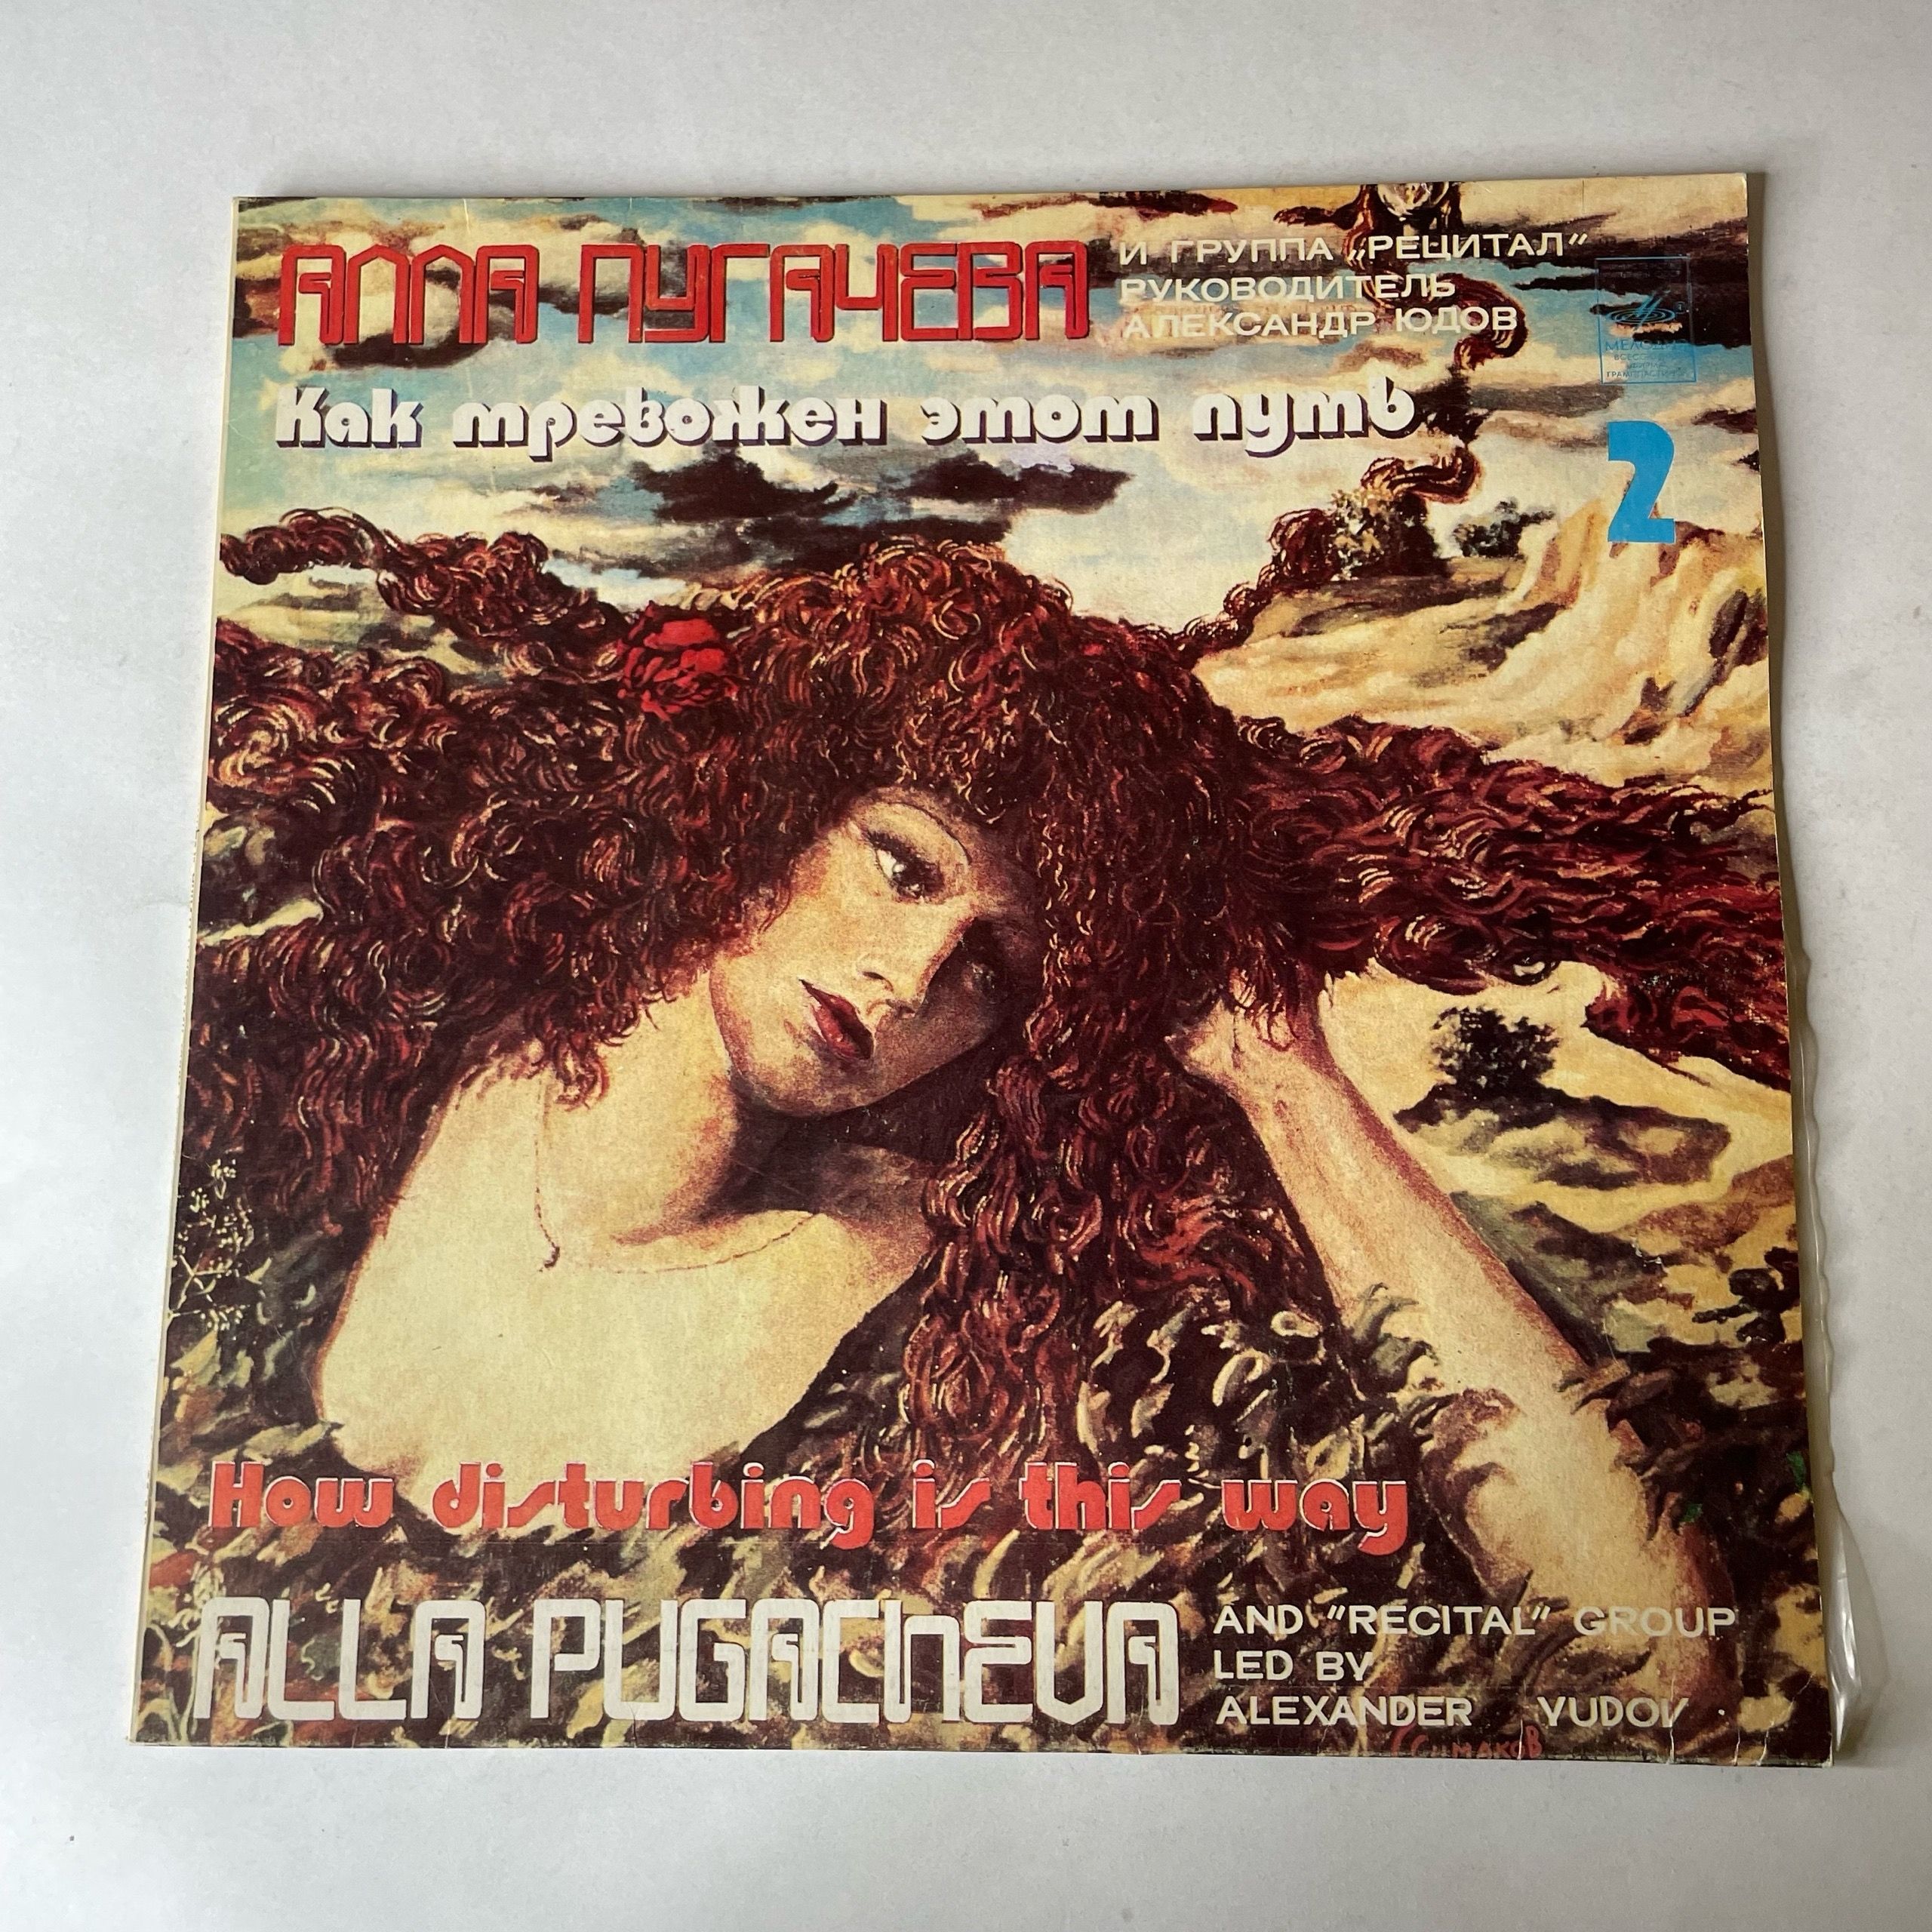 АЛЛА ПУГАЧЕВА
И ГРУППА „РЕЦИТАЛ“
РУКОВОДИТЕЛЬ
АЛЕКСАНДР ЮДОВ
МЕЛОДИЯ
Как тревожен этот путь
2
How disturbing is this way
ALLA PUGACHEVA
AND "RECITAL" GROUP
LED BY
ALEXANDER YUDOV